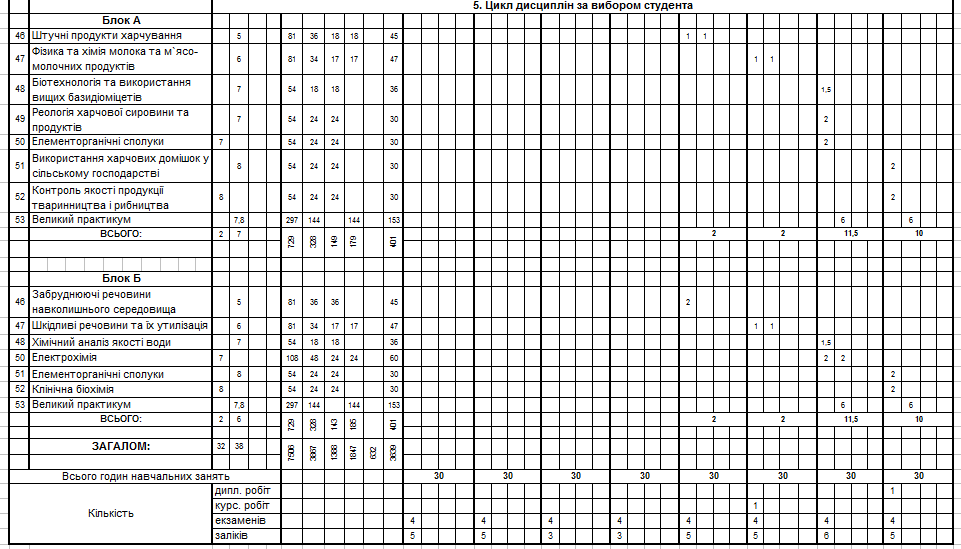 5. Цикл дисциплін за вибором студента
Блок А
46 Штучні продукти харчування 5 81 36 18 18 45 1 1
47 Фізика та хімія молока та м`ясо-
молочних продуктів 6 81 34 17 17 47 1 1
48 Біотехнологія та використання
вищих базидіоміцетів 7 54 18 18 36 1,5
49 Реологія харчової сировини та
продуктів 7 54 24 24 30 2
50 Елементорганічні сполуки 7 54 24 24 30 2
51 Використання харчових домішок у
сільському господарстві 8 54 24 24 30 2
52 Контроль якості продукції
тваринництва і рибництва 8 54 24 24 30 2
53 Великий практикум 7,8 297 144 144 153 6 6
ВСЬОГО: 2 7 729 328 149 179 401 2 2 11,5 10
Блок Б
46 Забруднюючі речовини
навколишнього середовища 5 81 36 36 45 2
47 Шкідливі речовини та їх утилізація 6 81 34 17 17 47 1 1
48 Хімічний аналіз якості води 7 54 18 18 36 1,5
50 Електрохімія 7 108 48 24 24 60 2 2
51 Елементорганічні сполуки 8 54 24 24 30 2
52 Клінічна біохімія 8 54 24 24 30 2
53 Великий практикум 7,8 297 144 144 153 6 6
ВСЬОГО: 2 6 729 328 143 185 401 2 2 11,5 10
ЗАГАЛОМ: 32 38 7506 3867 1388 1847 632 3639
Всього годин навчальних занять 30 30 30 30 30 30 30 30
Кількість
дипл. робіт 1
курс. робіт 1
екзаменів 4 4 4 4 4 4 4 4
заліків 5 5 3 3 5 5 6 5